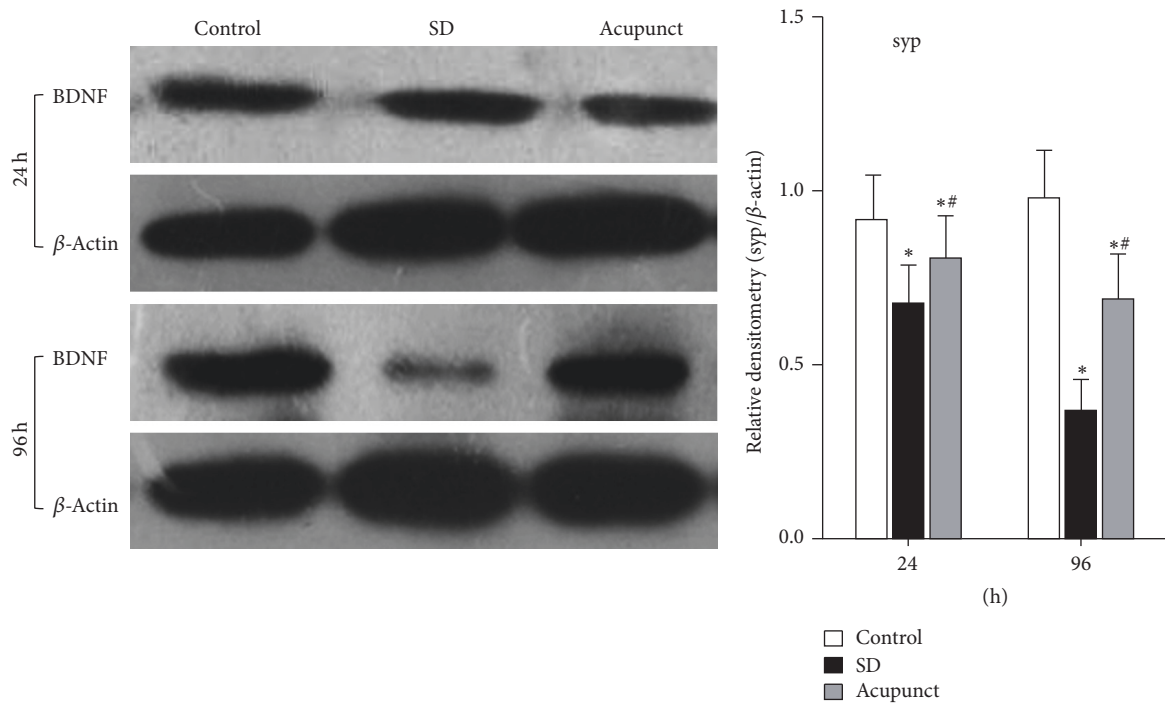 Control SD Acupunct
24 h
BDNF
β-Actin
96 h
BDNF
β-Actin
syp
Relative densitometry (syp/β-actin)
1.5
1.0
0.5
0.0
*
*#
*
*#
24 96
(h)
Control
SD
Acupunct